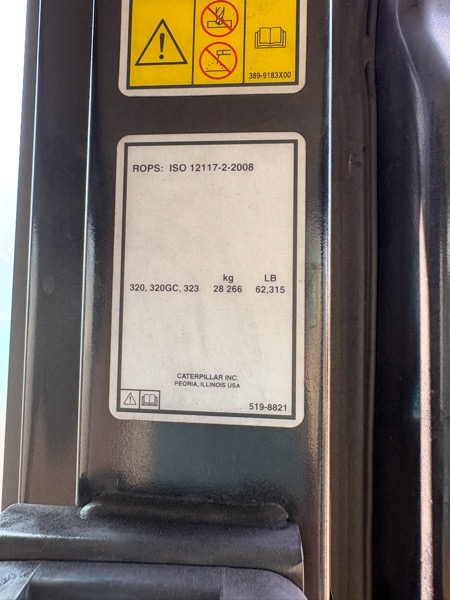 389-9183X00
ROPS: ISO 12117-2-2008
kg LB
320, 320GC, 323 28 266 62,315
CATERPILLAR INC.
PEORIA, ILLINOIS USA
519-8821